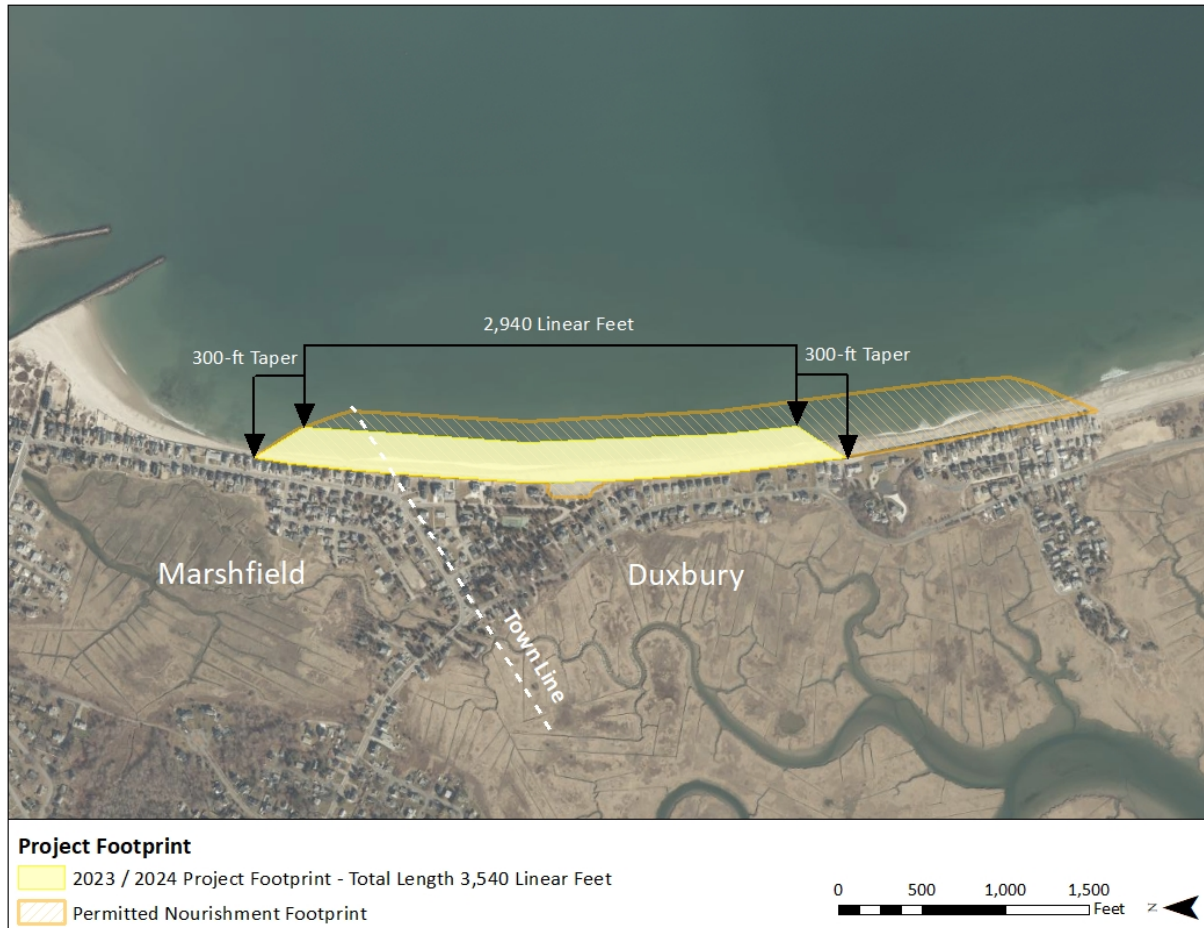 2,940 Linear Feet
300-ft Taper
300-ft Taper
Marshfield
Duxbury
Town Line
Project Footprint
2023 / 2024 Project Footprint - Total Length 3,540 Linear Feet
Permitted Nourishment Footprint
0 500 1,000 1,500
Feet
N